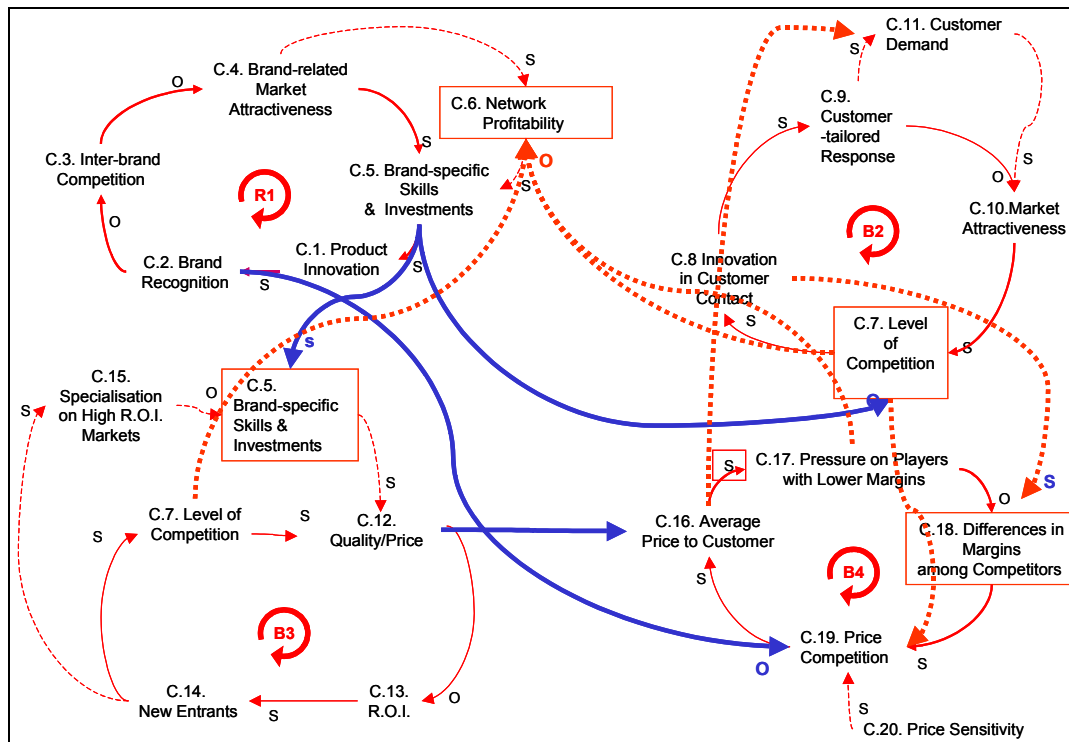 C.11. Customer
Demand
S
S
O
C.4. Brand-related
Market
Attractiveness
S
C.6. Network
Profitability
C.9.
Customer
-tailored
Response
S
S
O
S
C.3. Inter-brand
Competition
O
C.5. Brand-specific
Skills
& Investments
S
R1
C.10.Market
Attractiveness
O
B2
C.1. Product
Innovation
S
C.2. Brand
Recognition
S
C.8 Innovation
in Customer
Contact
S
C.7. Level
of
Competition
S
s
C.15.
Specialisation
on High R.O.I.
Markets
S
O
C.5.
Brand-specific
Skills &
Investments
O
S
C.17. Pressure on Players
with Lower Margins
S
S
O
C.7. Level of
Competition
S
S
C.12.
Quality/Price
C.16. Average
Price to Customer
C.18. Differences in
Margins
among Competitors
S
B4
B3
C.19. Price
Competition
O
S
C.14.
New Entrants
S
C.13.
R.O.I.
O
S
C.20. Price Sensitivity